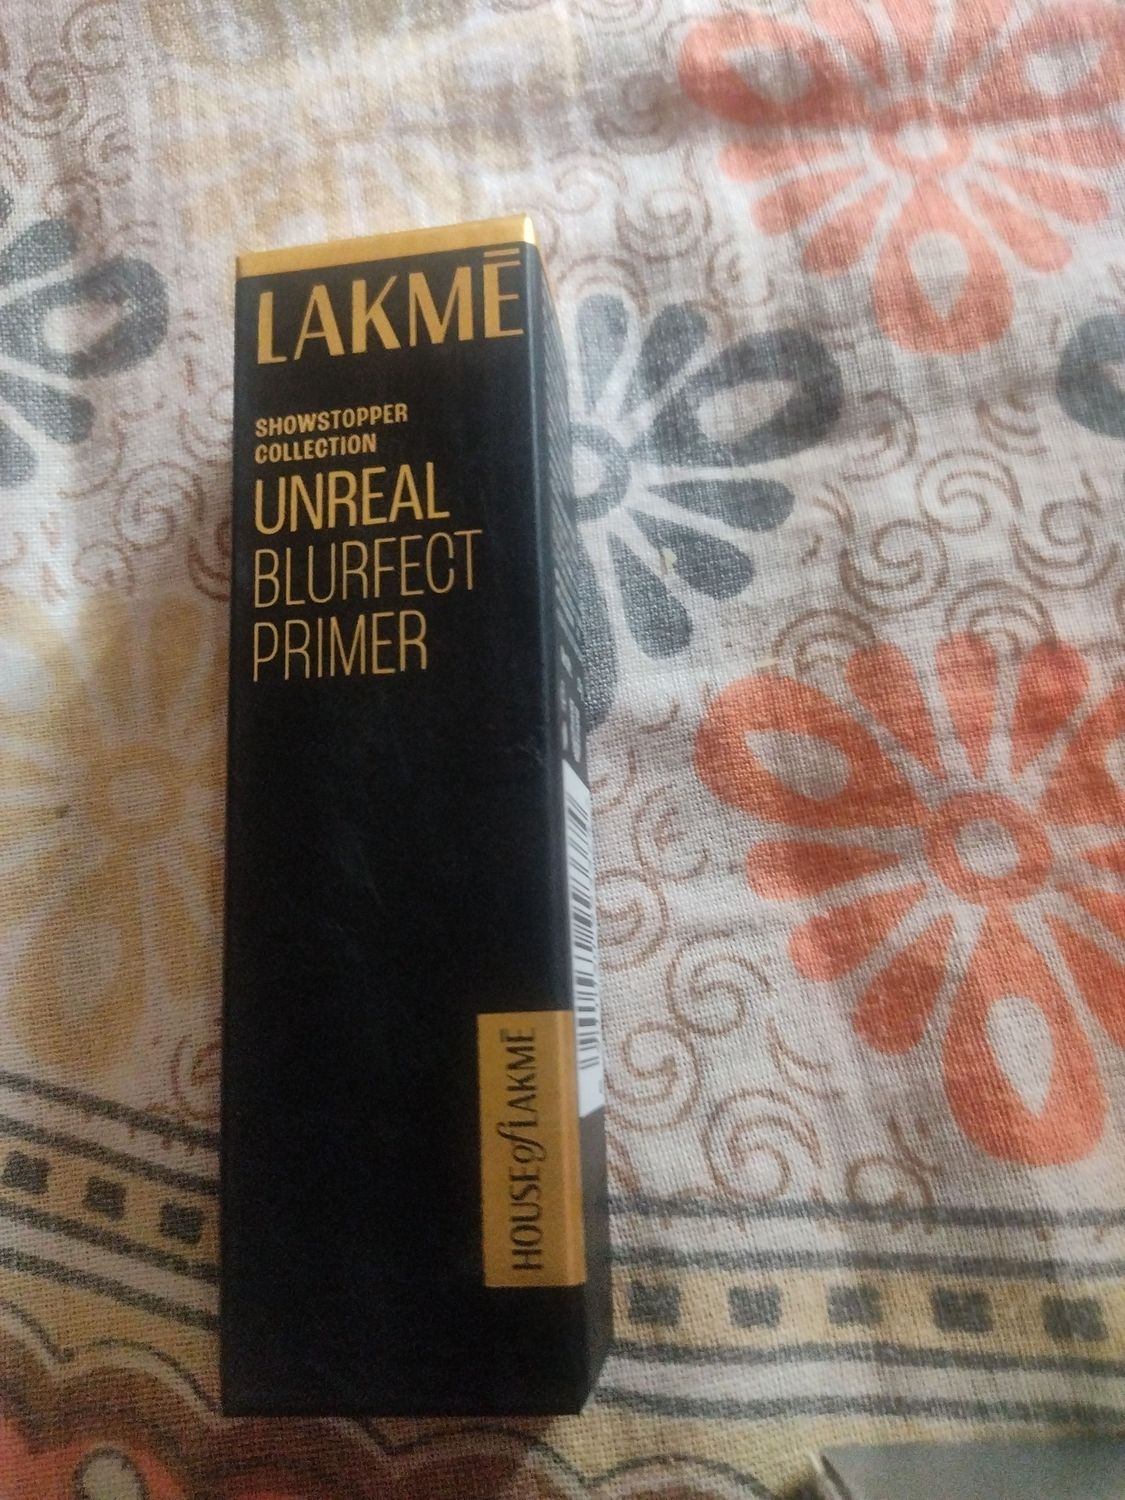 LAKMĒ
SHOWSTOPPER
COLLECTION
UNREAL
BLURFECT
PRIMER
HOUSE of LAKMĒ